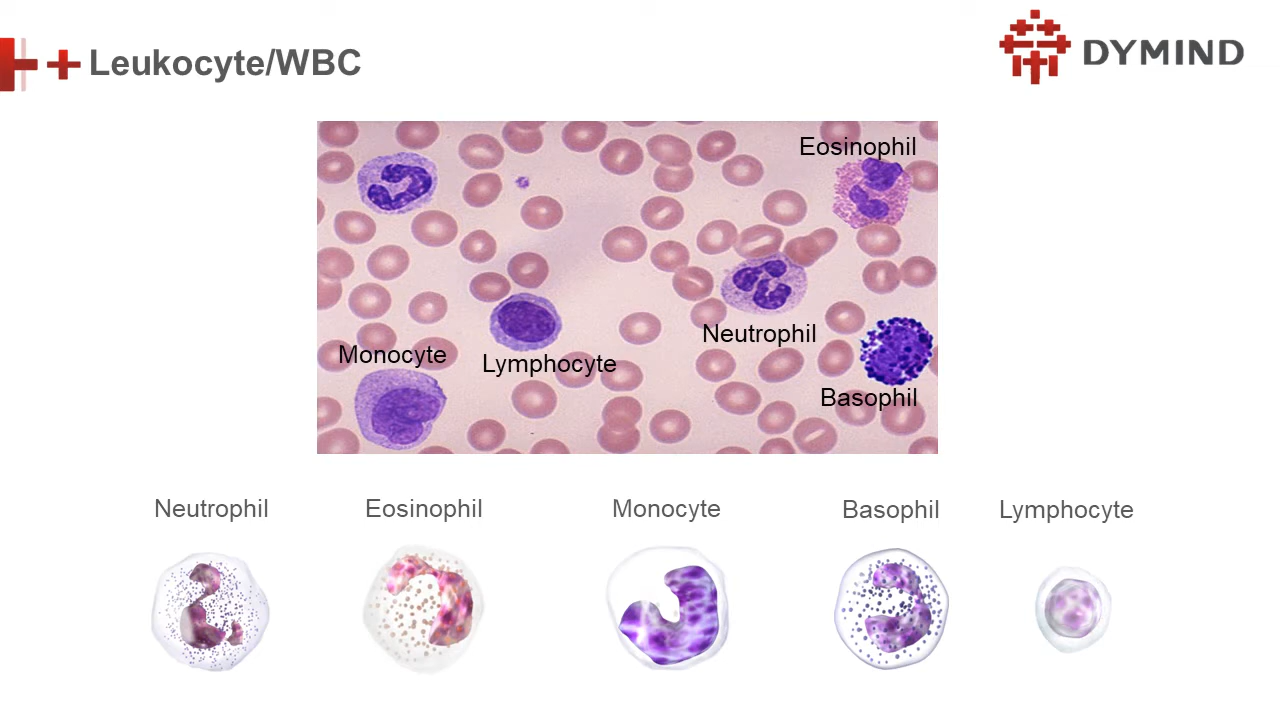 Leukocyte/WBC
DYMIND
Eosinophil
Neutrophil
Monocyte
Lymphocyte
Basophil
Neutrophil
Eosinophil
Monocyte
Basophil
Lymphocyte